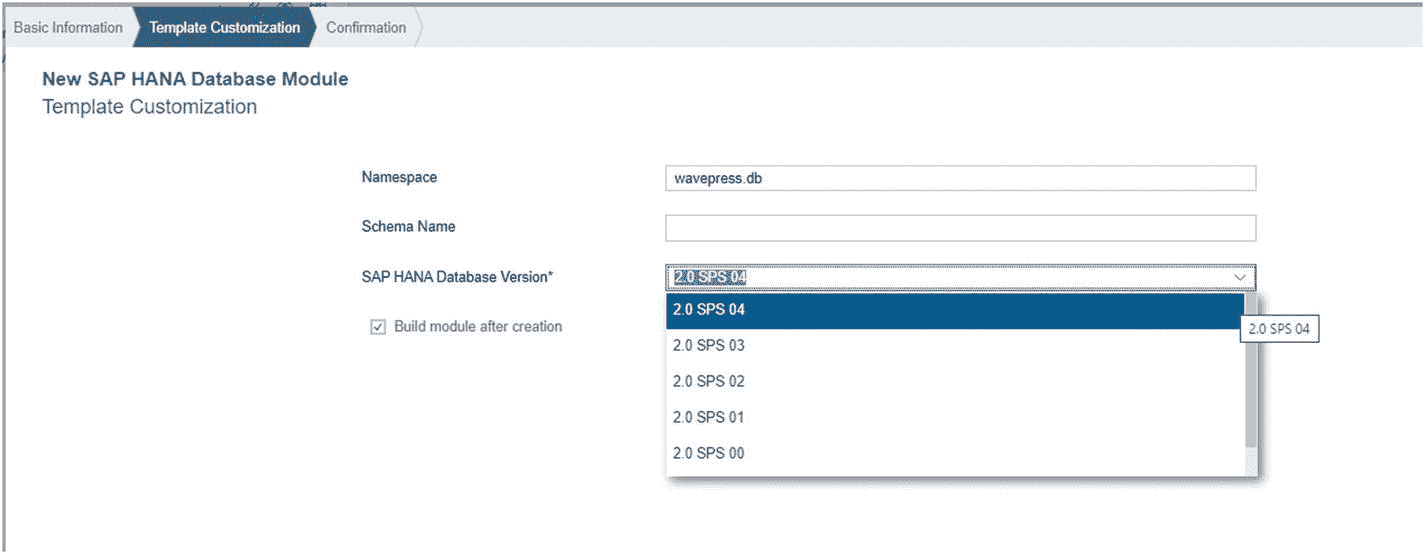 Basic Information Template Customization Confirmation
New SAP HANA Database Module
Template Customization
Namespace wavepress.db
Schema Name
SAP HANA Database Version* 2.0 SPS 04
2.0 SPS 04
2.0 SPS 04
Build module after creation
2.0 SPS 03
2.0 SPS 02
2.0 SPS 01
2.0 SPS 00